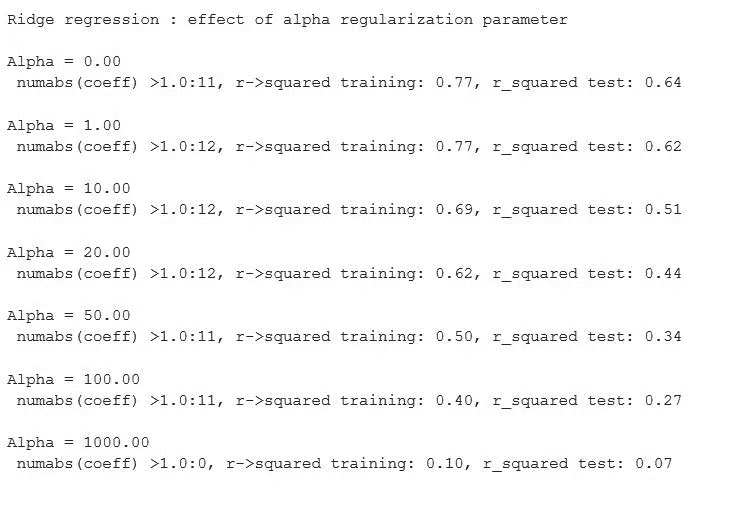 Ridge regression : effect of alpha regularization parameter
Alpha = 0.00
numabs(coeff) >1.0:11, r->squared training: 0.77, r_squared test: 0.64
Alpha = 1.00
numabs(coeff) >1.0:12, r->squared training: 0.77, r_squared test: 0.62
Alpha = 10.00
numabs(coeff) >1.0:12, r->squared training: 0.69, r_squared test: 0.51
Alpha = 20.00
numabs(coeff) >1.0:12, r->squared training: 0.62, r_squared test: 0.44
Alpha = 50.00
numabs(coeff) >1.0:11, r->squared training: 0.50, r_squared test: 0.34
Alpha = 100.00
numabs(coeff) >1.0:11, r->squared training: 0.40, r_squared test: 0.27
Alpha = 1000.00
numabs(coeff) >1.0:0, r->squared training: 0.10, r_squared test: 0.07